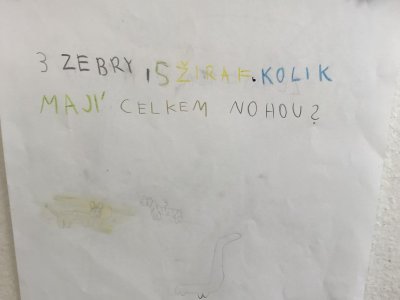 3 ZEBRY, 5 ŽIRAF. KOLIK
MAJÍ CELKEM NOHOU?